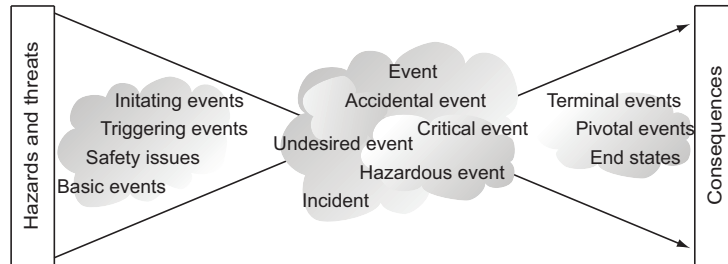 Hazards and threats
Initating events
Triggering events
Safety issues
Basic events
Event
Accidental event
Critical event
Undesired event
Hazardous event
Incident
Terminal events
Pivotal events
End states
Consequences